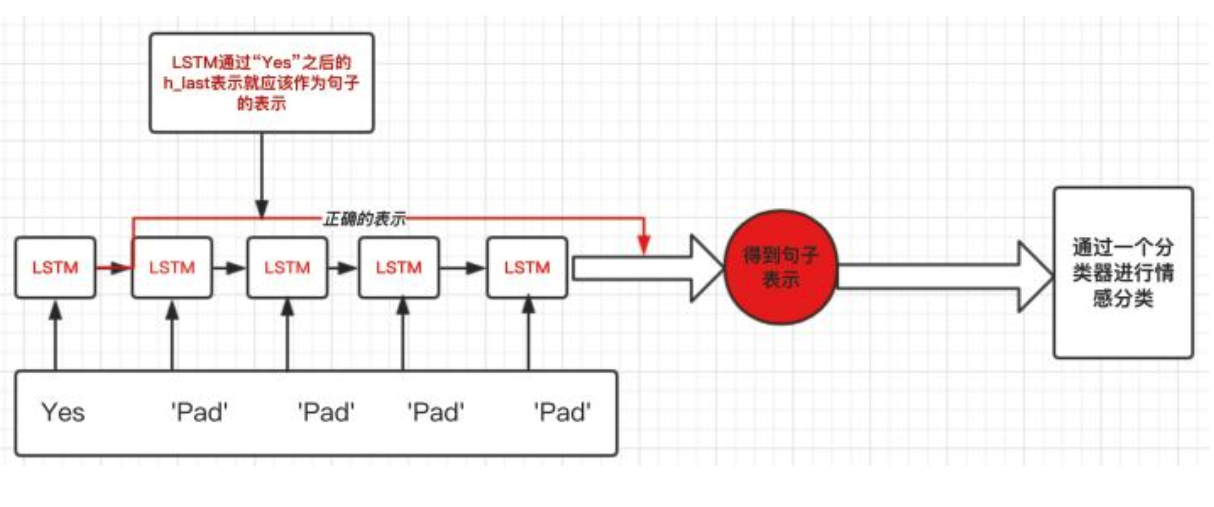 LSTM通过“Yes”之后的
h_last表示就应该作为句子
的表示
正确的表示
LSTM
LSTM
LSTM
LSTM
LSTM
得到句子
表示
通过一个分
类器进行情
感分类
Yes 'Pad' 'Pad' 'Pad' 'Pad'